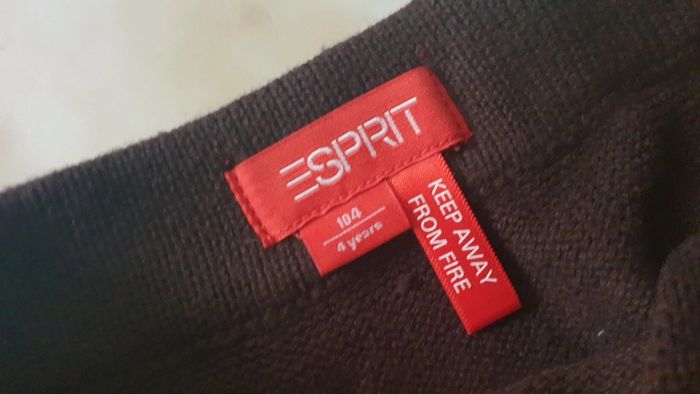 ESPRIT
104
4 years
KEEP AWAY
FROM FIRE